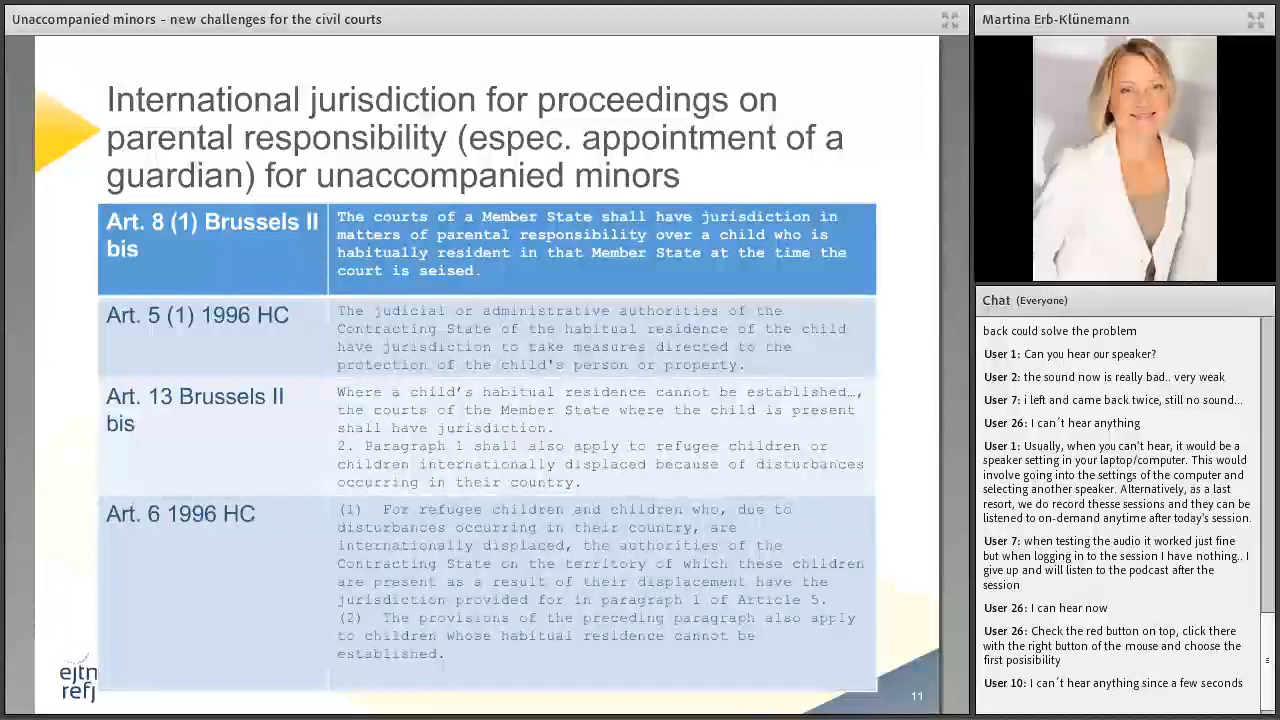 Unaccompanied minors – new challenges for the civil courts
International jurisdiction for proceedings on
parental responsibility (espec. appointment of a
guardian) for unaccompanied minors
Art. 8 (1) Brussels II
bis
The courts of a Member State shall have jurisdiction in
matters of parental responsibility over a child who is
habitually resident in that Member State at the time the
court is seised.
Art. 5 (1) 1996 HC
The judicial or administrative authorities of the
Contracting State of the habitual residence of the child
have jurisdiction to take measures directed to the
protection of the child's person or property.
Art. 13 Brussels II
bis
Where a child’s habitual residence cannot be established…,
the courts of the Member State where the child is present
shall have jurisdiction.
2. Paragraph 1 shall also apply to refugee children or
children internationally displaced because of disturbances
occurring in their country.
Art. 6 1996 HC
(1) For refugee children and children who, due to
disturbances occurring in their country, are
internationally displaced, the authorities of the
Contracting State on the territory of which these children
are present as a result of their displacement have the
jurisdiction provided for in paragraph 1 of Article 5.
(2) The provisions of the preceding paragraph also apply
to children whose habitual residence cannot be
established.
ejtn
refj
11
Martina Erb-Klünemann
Chat (Everyone)
back could solve the problem
User 1: Can you hear our speaker?
User 2: the sound now is really bad.. very weak
User 7: i left and came back twice, still no sound...
User 26: I can´t hear anything
User 1: Usually, when you can't hear, it would be a
speaker setting in your laptop/computer. This would
involve going into the settings of the computer and
selecting another speaker. Alternatively, as a last
resort, we do record thesse sessions and they can be
listened to on-demand anytime after today's session.
User 7: when testing the audio it worked just fine
but when logging in to the session I have nothing.. I
give up and will listen to the podcast after the
session
User 26: I can hear now
User 26: Check the red button on top, click there
with the right button of the mouse and choose the
first posisibility
User 10: I can´t hear anything since a few seconds